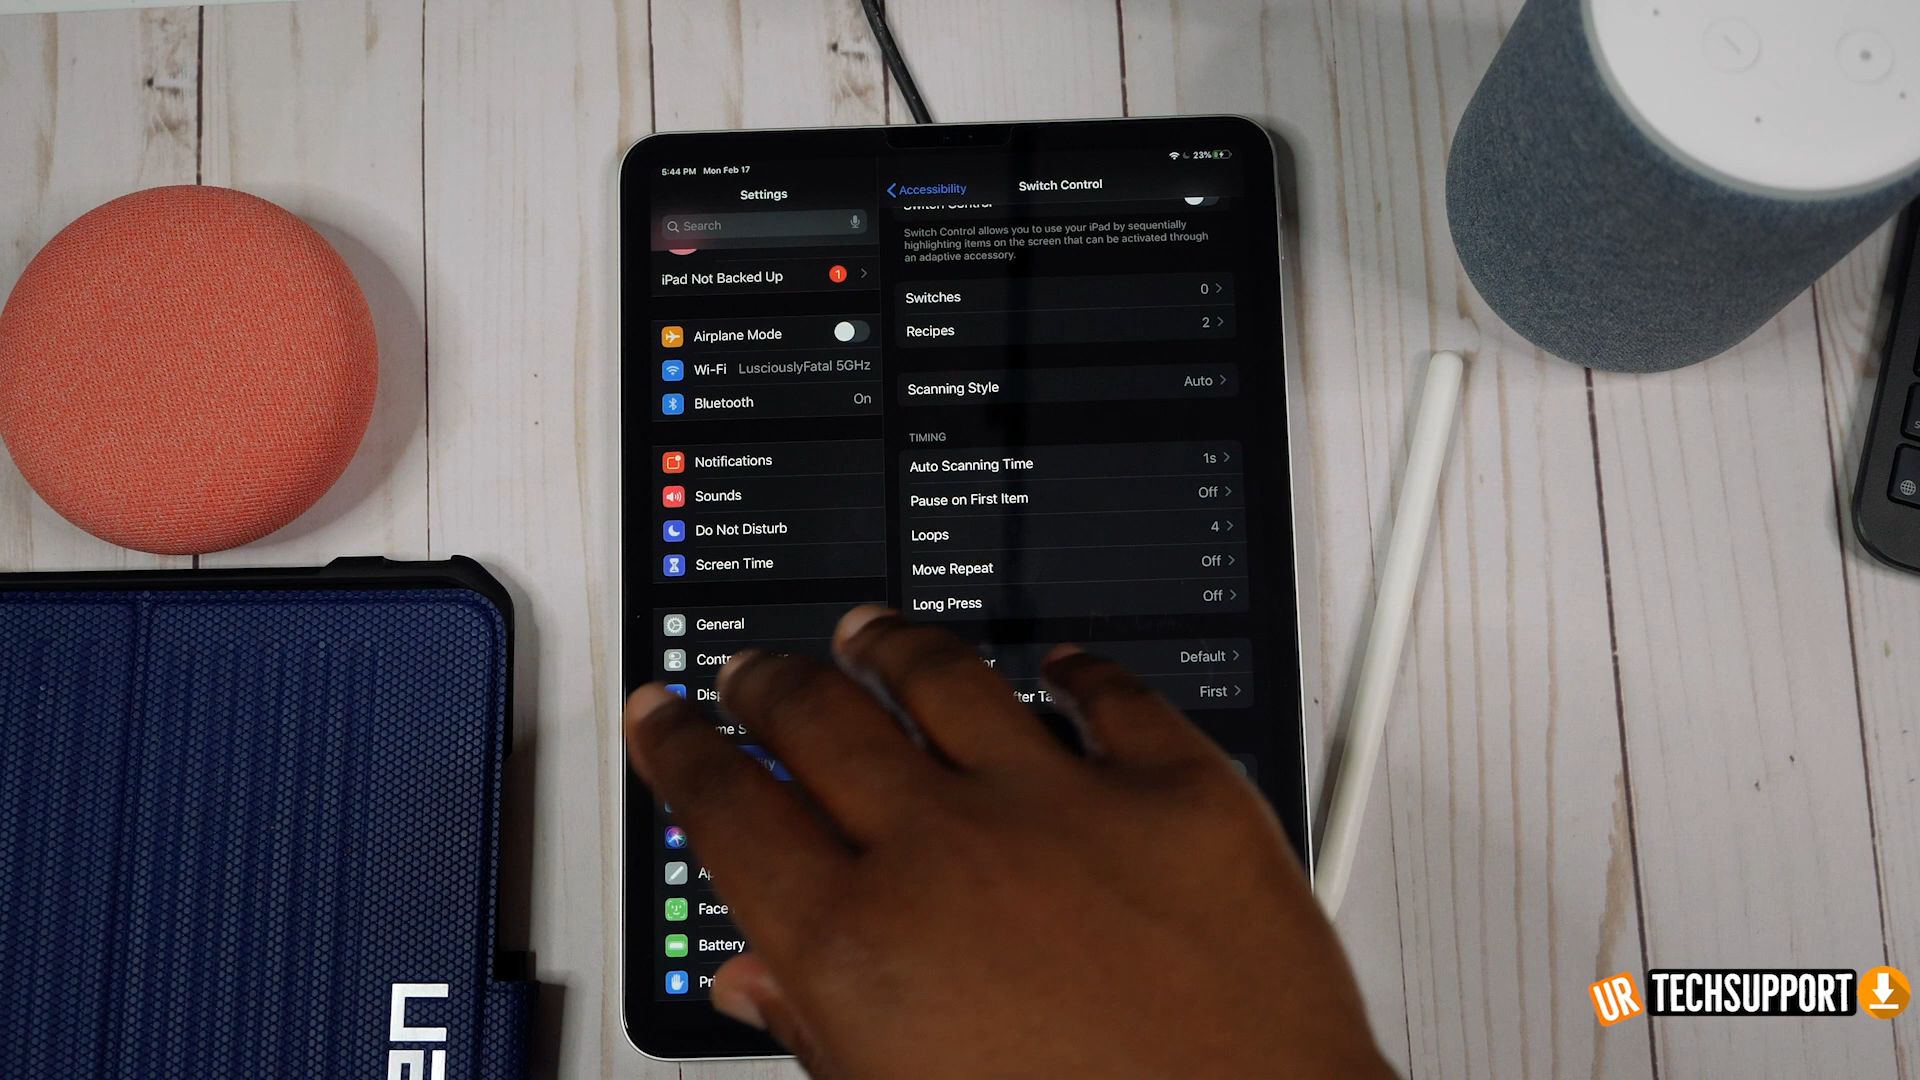 5:44 PM Mon Feb 17
23%
Settings
Search
iPad Not Backed Up 1
Airplane Mode
Wi-Fi LusciouslyFatal 5GHz
Bluetooth On
Notifications
Sounds
Do Not Disturb
Screen Time
General
Face
Battery
Accessibility
Switch Control
Switch Control
Switch Control allows you to use your iPad by sequentially
highlighting items on the screen that can be activated through
an adaptive accessory.
Switches 0
Recipes 2
Scanning Style Auto
TIMING
Auto Scanning Time 1s
Pause on First Item Off
Loops 4
Move Repeat Off
Long Press Off
Default
First
UR TECHSUPPORT